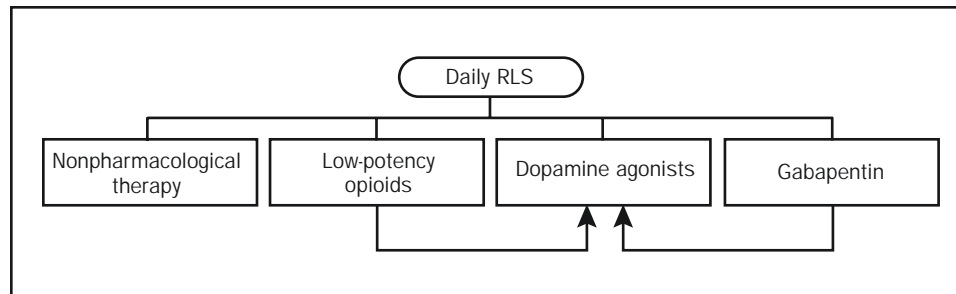 Daily RLS
Nonpharmacological
therapy
Low-potency
opioids
Dopamine agonists
Gabapentin